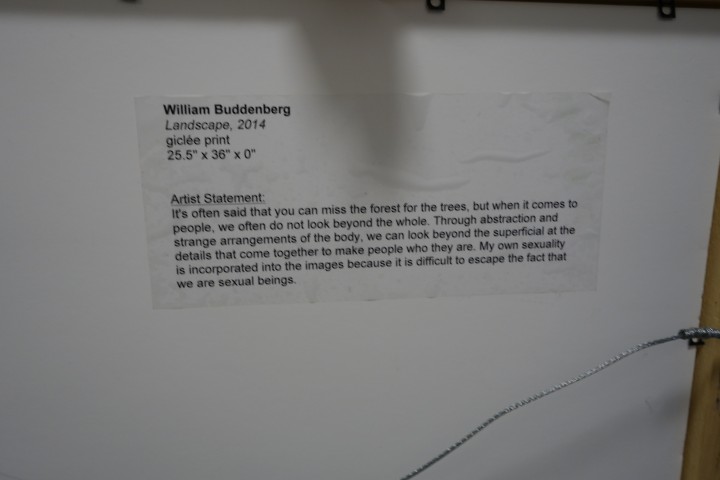 William Buddenberg
Landscape, 2014
giclée print
25.5" x 36" x 0"
Artist Statement:
It's often said that you can miss the forest for the trees, but when it comes to
people, we often do not look beyond the whole. Through abstraction and
strange arrangements of the body, we can look beyond the superficial at the
details that come together to make people who they are. My own sexuality
is incorporated into the images because it is difficult to escape the fact that
we are sexual beings.